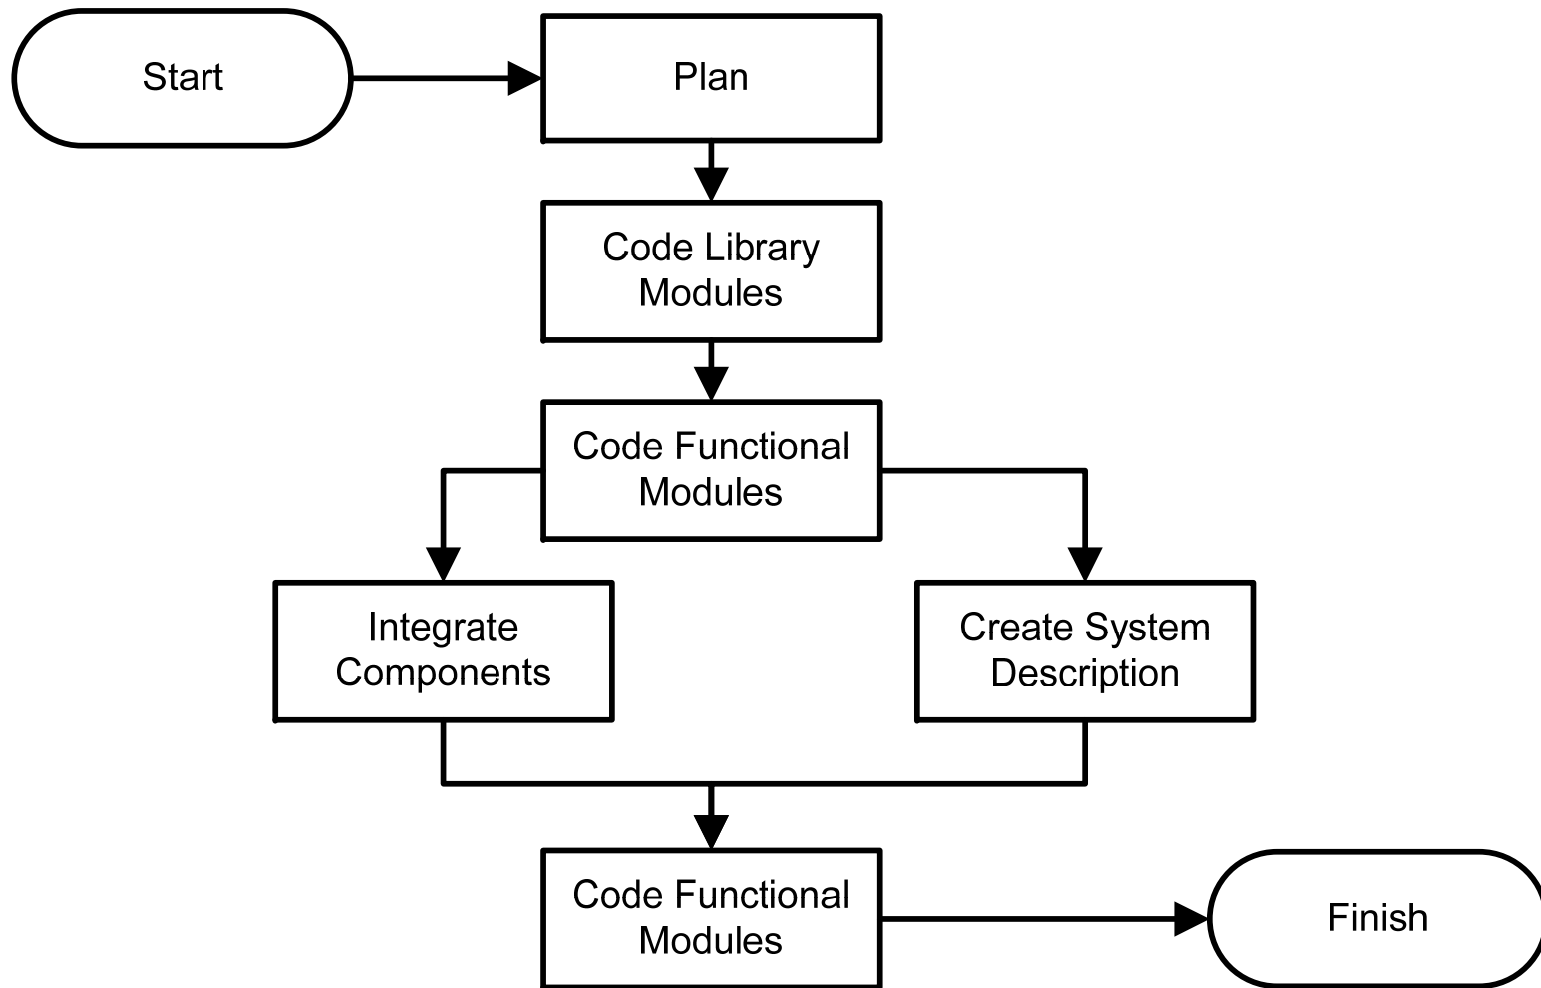 Start
Plan
Code Library
Modules
Code Functional
Modules
Integrate
Components
Create System
Description
Code Functional
Modules
Finish